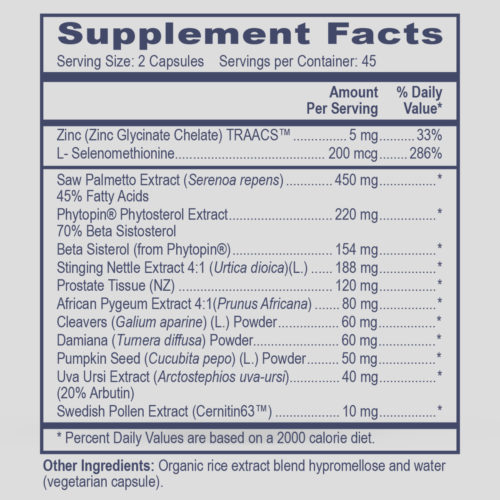 Supplement Facts
Serving Size: 2 Capsules Servings per Container: 45
Amount Per Serving % Daily Value*
Zinc (Zinc Glycinate Chelate) TRAACS™ ............... 5 mg ....... 33%
L- Selenomethionine........................................ 200 mcg ....... 286%
Saw Palmetto Extract (Serenoa repens) ............ 450 mg .............*
45% Fatty Acids
Phytopin® Phytosterol Extract.......................... 220 mg .............*
70% Beta Sistosterol
Beta Sisterol (from Phytopin®).......................... 154 mg .............*
Stinging Nettle Extract 4:1 (Urtica dioica)(L.) ...... 188 mg .............*
Prostate Tissue (NZ) ........................................ 120 mg .............*
African Pygeum Extract 4:1(Prunus Africana) ....... 80 mg .............*
Cleavers (Galium aparine) (L.) Powder................ 60 mg .............*
Damiana (Turnera diffusa) Powder...................... 60 mg .............*
Pumpkin Seed (Cucubita pepo) (L.) Powder......... 50 mg .............*
Uva Ursi Extract (Arctostephios uva-ursi)............. 40 mg .............*
(20% Arbutin)
Swedish Pollen Extract (Cernitin63™) ................. 10 mg .............*
* Percent Daily Values are based on a 2000 calorie diet.
Other Ingredients: Organic rice extract blend hypromellose and water
(vegetarian capsule).